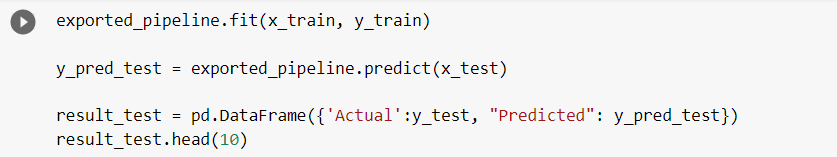 exported_pipeline.fit(x_train, y_train)
y_pred_test = exported_pipeline.predict(x_test)
result_test = pd.DataFrame({'Actual':y_test, "Predicted": y_pred_test})
result_test.head(10)